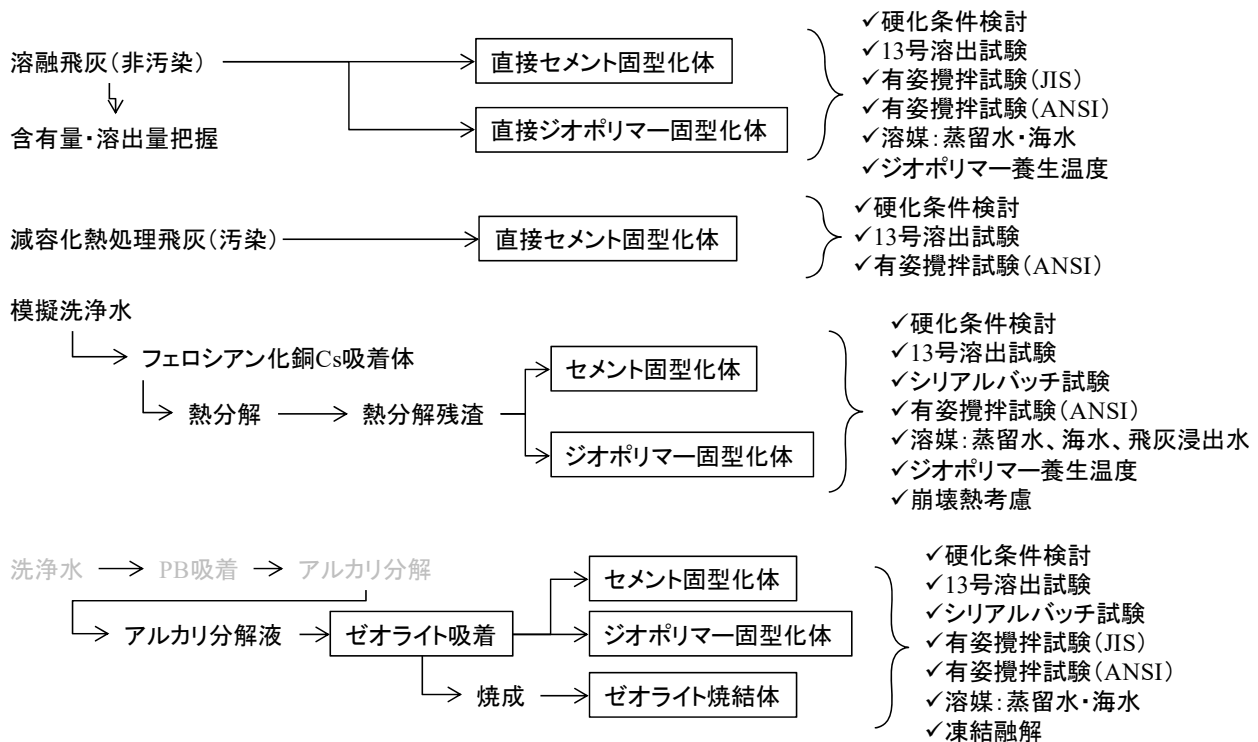 溶融飛灰（非汚染）
含有量・溶出量把握
直接セメント固型化体
直接ジオポリマー固型化体
✓硬化条件検討
✓13号溶出試験
✓有姿攪拌試験（JIS）
✓有姿攪拌試験（ANSI）
✓溶媒：蒸留水・海水
✓ジオポリマー養生温度
減容化熱処理飛灰（汚染）
直接セメント固型化体
✓硬化条件検討
✓13号溶出試験
✓有姿攪拌試験（ANSI）
模擬洗浄水
フェロシアン化銅Cs吸着体
熱分解
熱分解残渣
セメント固型化体
ジオポリマー固型化体
✓硬化条件検討
✓13号溶出試験
✓シリアルバッチ試験
✓有姿攪拌試験（ANSI）
✓溶媒：蒸留水、海水、飛灰浸出水
✓ジオポリマー養生温度
✓崩壊熱考慮
洗浄水
PB吸着
アルカリ分解
アルカリ分解液
ゼオライト吸着
セメント固型化体
ジオポリマー固型化体
焼成
ゼオライト焼結体
✓硬化条件検討
✓13号溶出試験
✓シリアルバッチ試験
✓有姿攪拌試験（JIS）
✓有姿攪拌試験（ANSI）
✓溶媒：蒸留水・海水
✓凍結融解